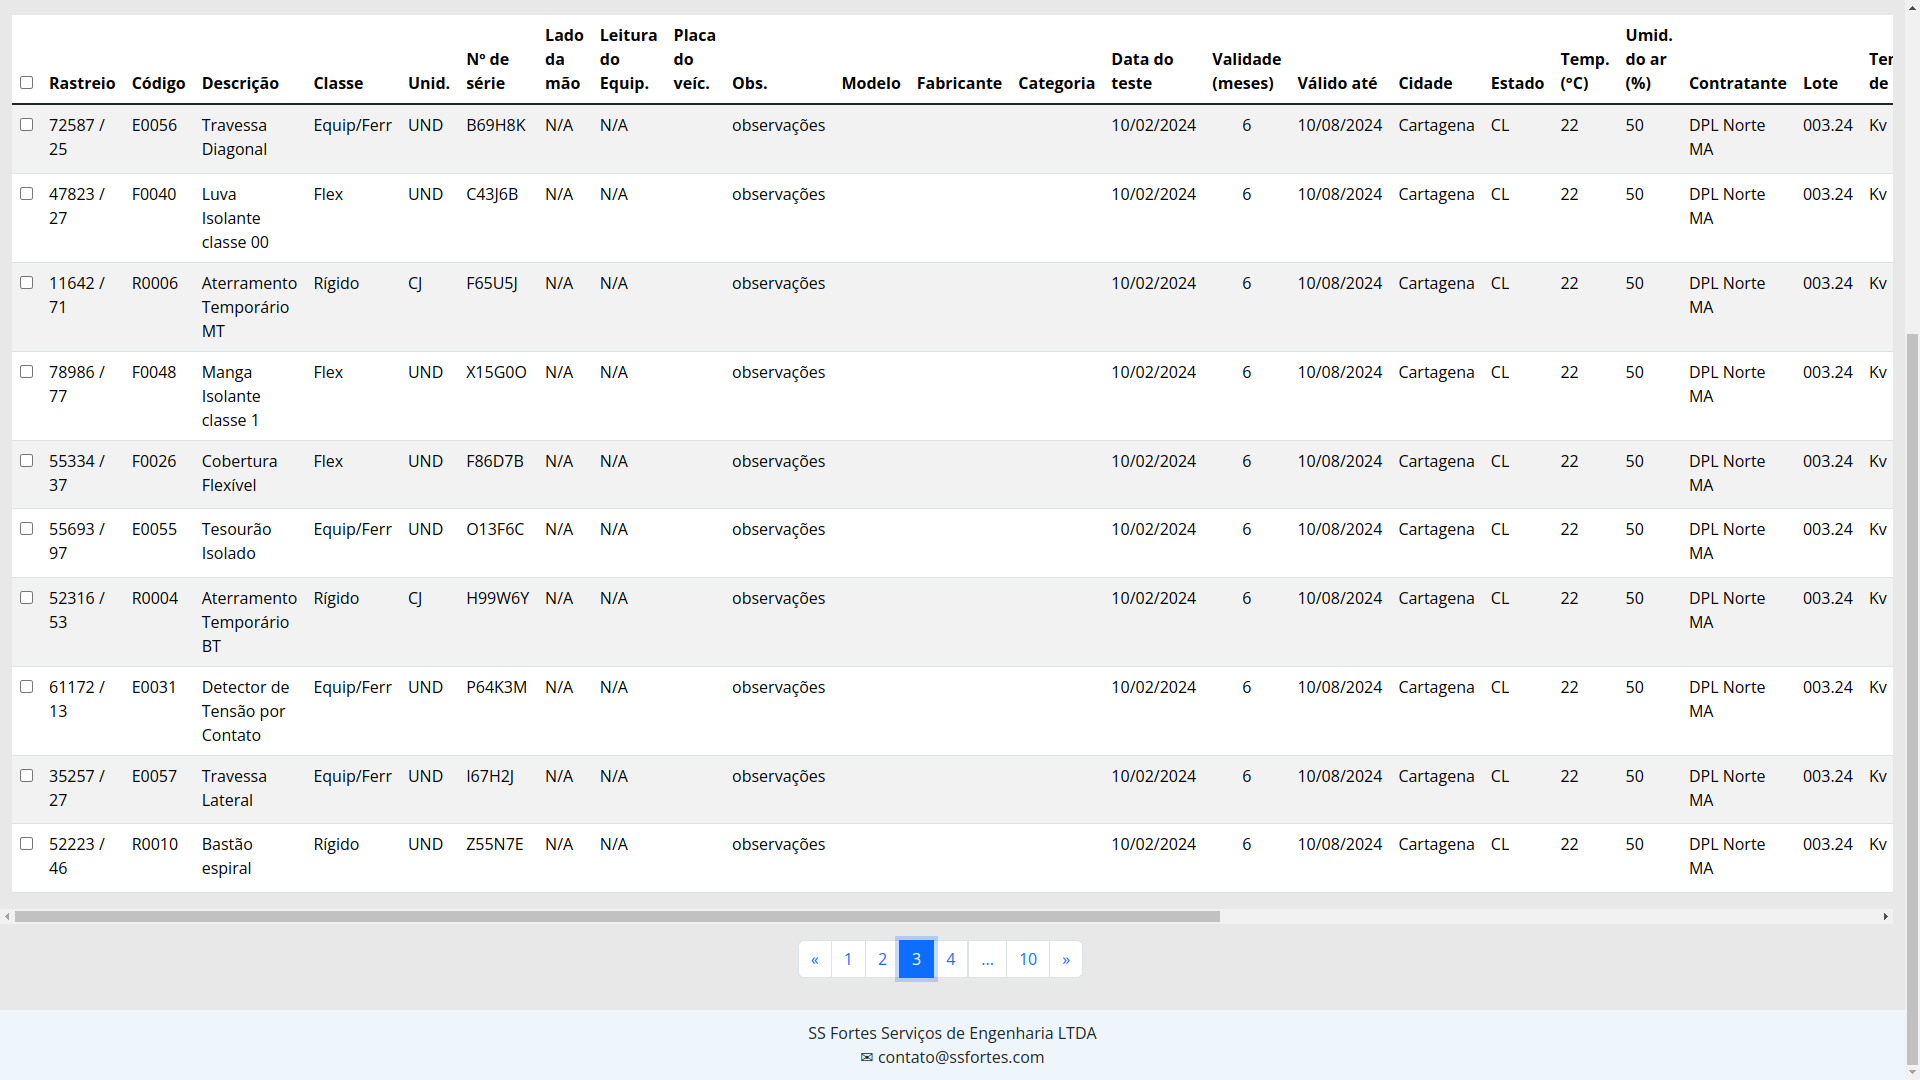 Rastreio Código Descrição Classe Unid. Nº de série Lado da mão Leitura do Equip. Placa do veíc. Obs. Modelo Fabricante Categoria Data do teste Validade (meses) Válido até Cidade Estado Temp. (°C) Umid. do ar (%) Contratante Lote de
72587 / 25 E0056 Travessa Diagonal Equip/Ferr UND B69H8K N/A N/A observações 10/02/2024 6 10/08/2024 Cartagena CL 22 50 DPL Norte MA 003.24 Kv
47823 / 27 F0040 Luva Isolante classe 00 Flex UND C43J6B N/A N/A observações 10/02/2024 6 10/08/2024 Cartagena CL 22 50 DPL Norte MA 003.24 Kv
11642 / 71 R0006 Aterramento Temporário MT Rígido CJ F65U5J N/A N/A observações 10/02/2024 6 10/08/2024 Cartagena CL 22 50 DPL Norte MA 003.24 Kv
78986 / 77 F0048 Manga Isolante classe 1 Flex UND X15G0O N/A N/A observações 10/02/2024 6 10/08/2024 Cartagena CL 22 50 DPL Norte MA 003.24 Kv
55334 / 37 F0026 Cobertura Flexível Flex UND F86D7B N/A N/A observações 10/02/2024 6 10/08/2024 Cartagena CL 22 50 DPL Norte MA 003.24 Kv
55693 / 97 E0055 Tesourão Isolado Equip/Ferr UND O13F6C N/A N/A observações 10/02/2024 6 10/08/2024 Cartagena CL 22 50 DPL Norte MA 003.24 Kv
52316 / 53 R0004 Aterramento Temporário BT Rígido CJ H99W6Y N/A N/A observações 10/02/2024 6 10/08/2024 Cartagena CL 22 50 DPL Norte MA 003.24 Kv
61172 / 13 E0031 Detector de Tensão por Contato Equip/Ferr UND P64K3M N/A N/A observações 10/02/2024 6 10/08/2024 Cartagena CL 22 50 DPL Norte MA 003.24 Kv
35257 / 27 E0057 Travessa Lateral Equip/Ferr UND I67H2J N/A N/A observações 10/02/2024 6 10/08/2024 Cartagena CL 22 50 DPL Norte MA 003.24 Kv
52223 / 46 R0010 Bastão espiral Rígido UND Z55N7E N/A N/A observações 10/02/2024 6 10/08/2024 Cartagena CL 22 50 DPL Norte MA 003.24 Kv
« 1 2 3 4 ... 10 »
SS Fortes Serviços de Engenharia LTDA
✉ contato@ssfortes.com